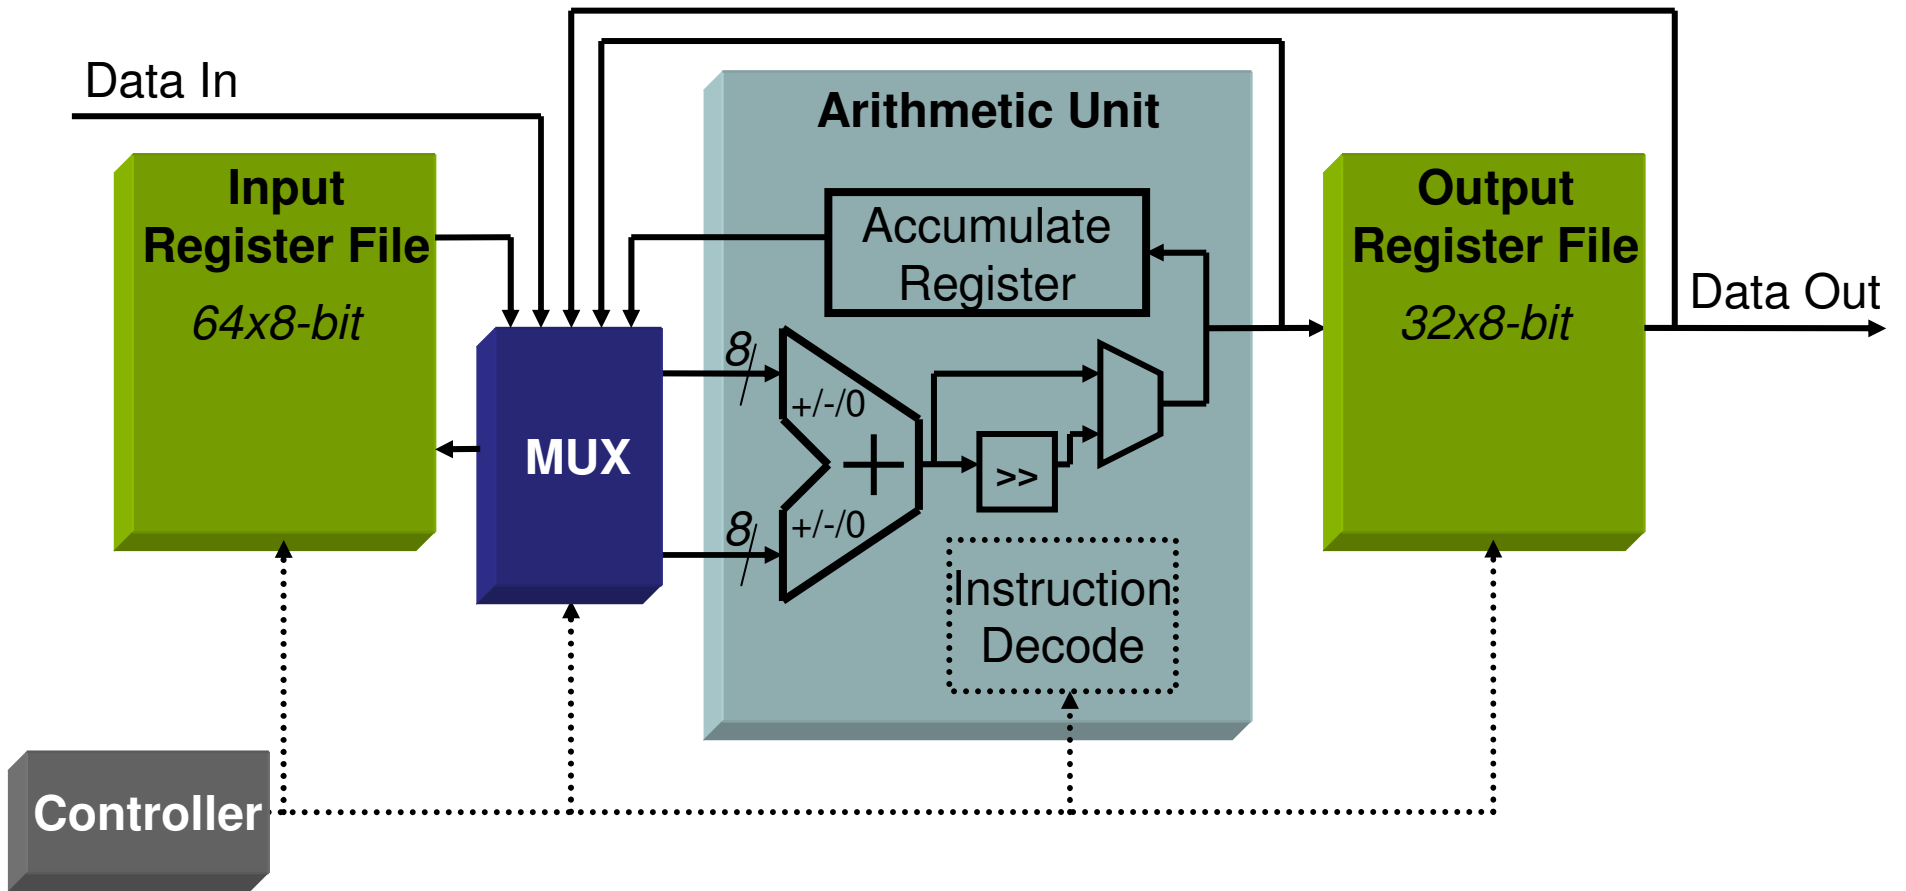 Data In
Arithmetic Unit
Input
Register File
64x8-bit
Accumulate
Register
Output
Register File
32x8-bit
Data Out
8
+/-/0
MUX
>>
8
+/-/0
Instruction
Decode
Controller